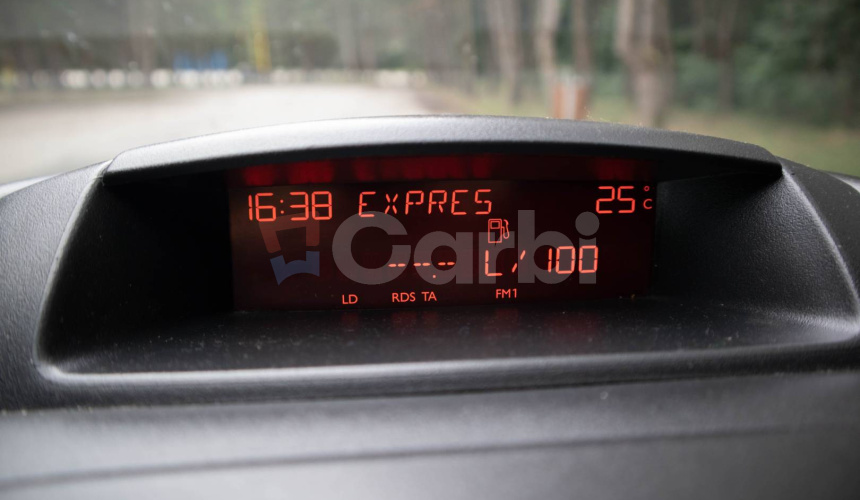 16:38 EXPRES 25°C
Carbi
--.- L/100
LD RDS TA FM1